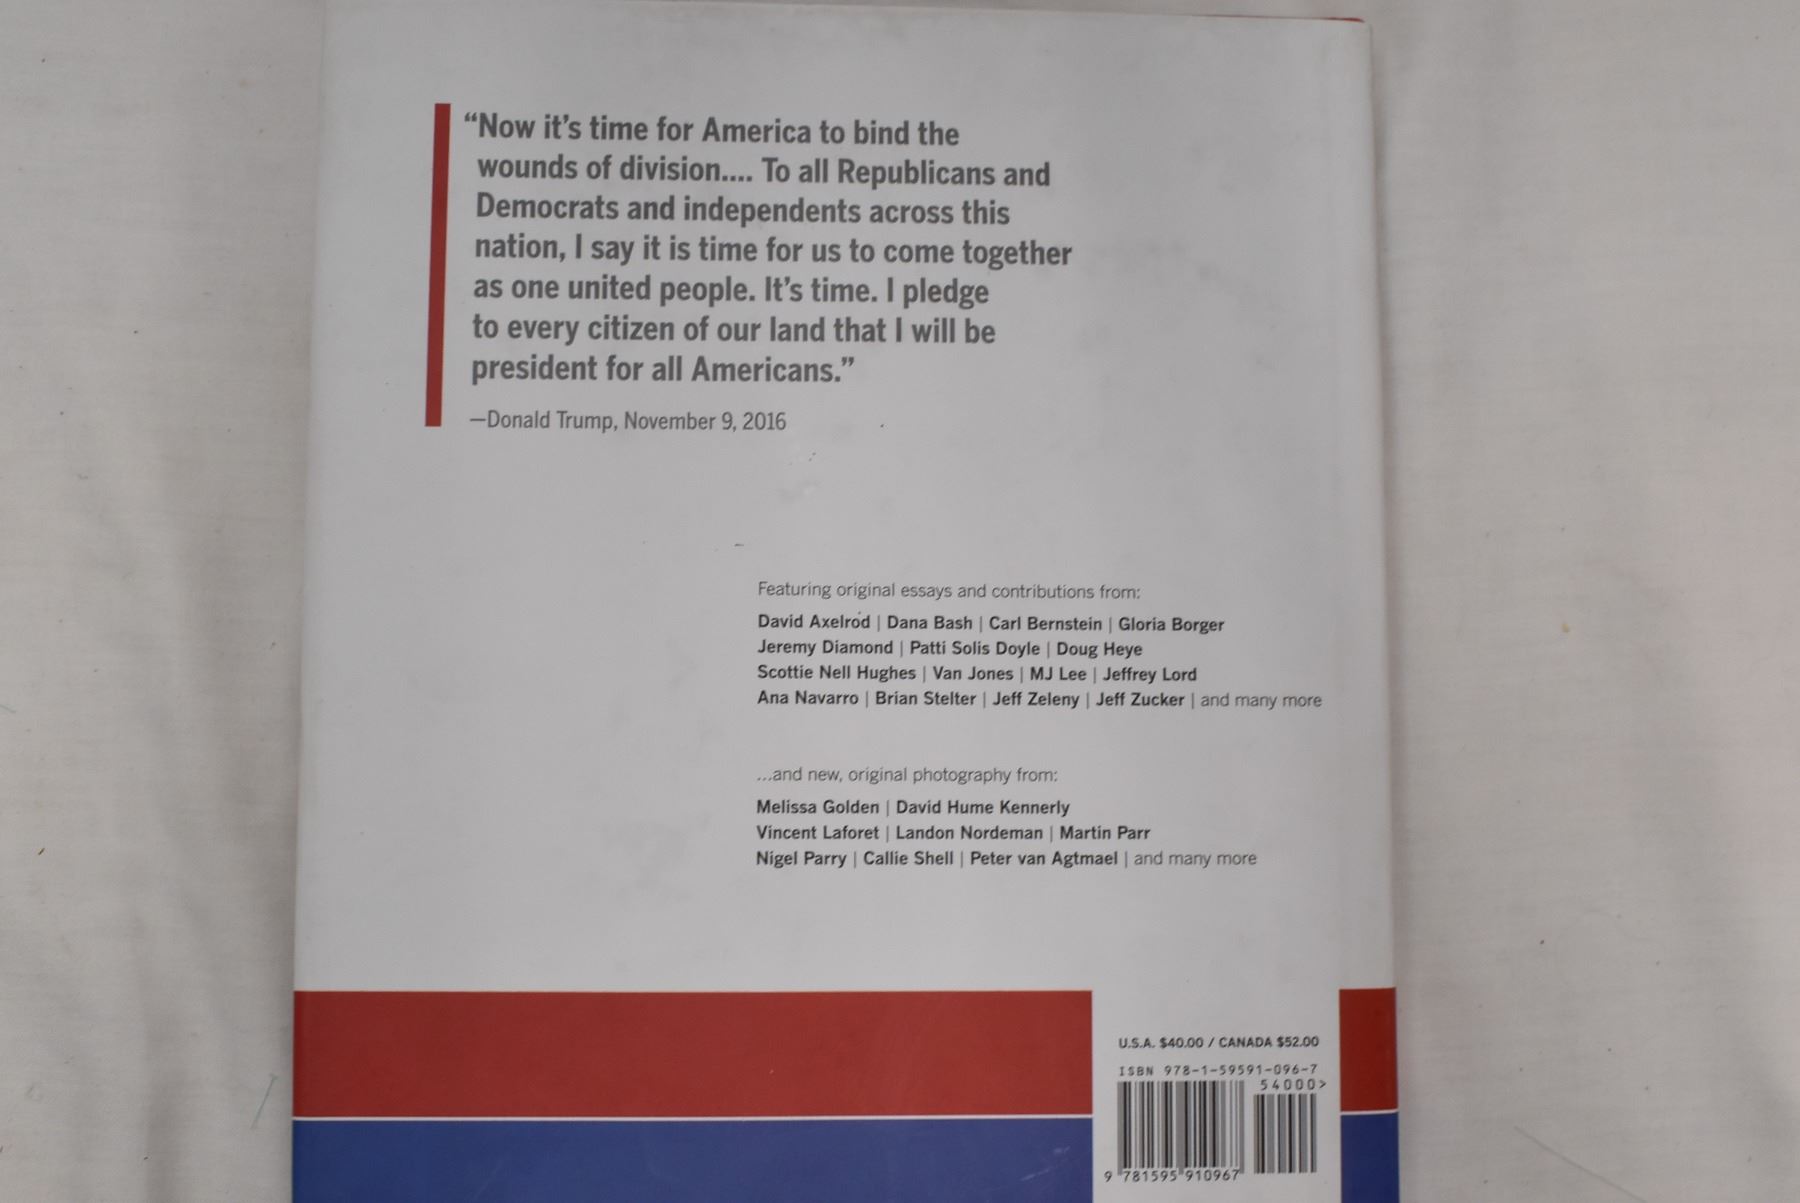 “Now it’s time for America to bind the
wounds of division.... To all Republicans and
Democrats and independents across this
nation, I say it is time for us to come together
as one united people. It’s time. I pledge
to every citizen of our land that I will be
president for all Americans.”
—Donald Trump, November 9, 2016
Featuring original essays and contributions from:
David Axelrod | Dana Bash | Carl Bernstein | Gloria Borger
Jeremy Diamond | Patti Solis Doyle | Doug Heye
Scottie Nell Hughes | Van Jones | MJ Lee | Jeffrey Lord
Ana Navarro | Brian Stelter | Jeff Zeleny | Jeff Zucker | and many more
...and new, original photography from:
Melissa Golden | David Hume Kennerly
Vincent Laforet | Landon Nordeman | Martin Parr
Nigel Parry | Callie Shell | Peter van Agtmael | and many more
U.S.A. $40.00 / CANADA $52.00
ISBN 978-1-59591-096-7
54000>
9 781595 910967